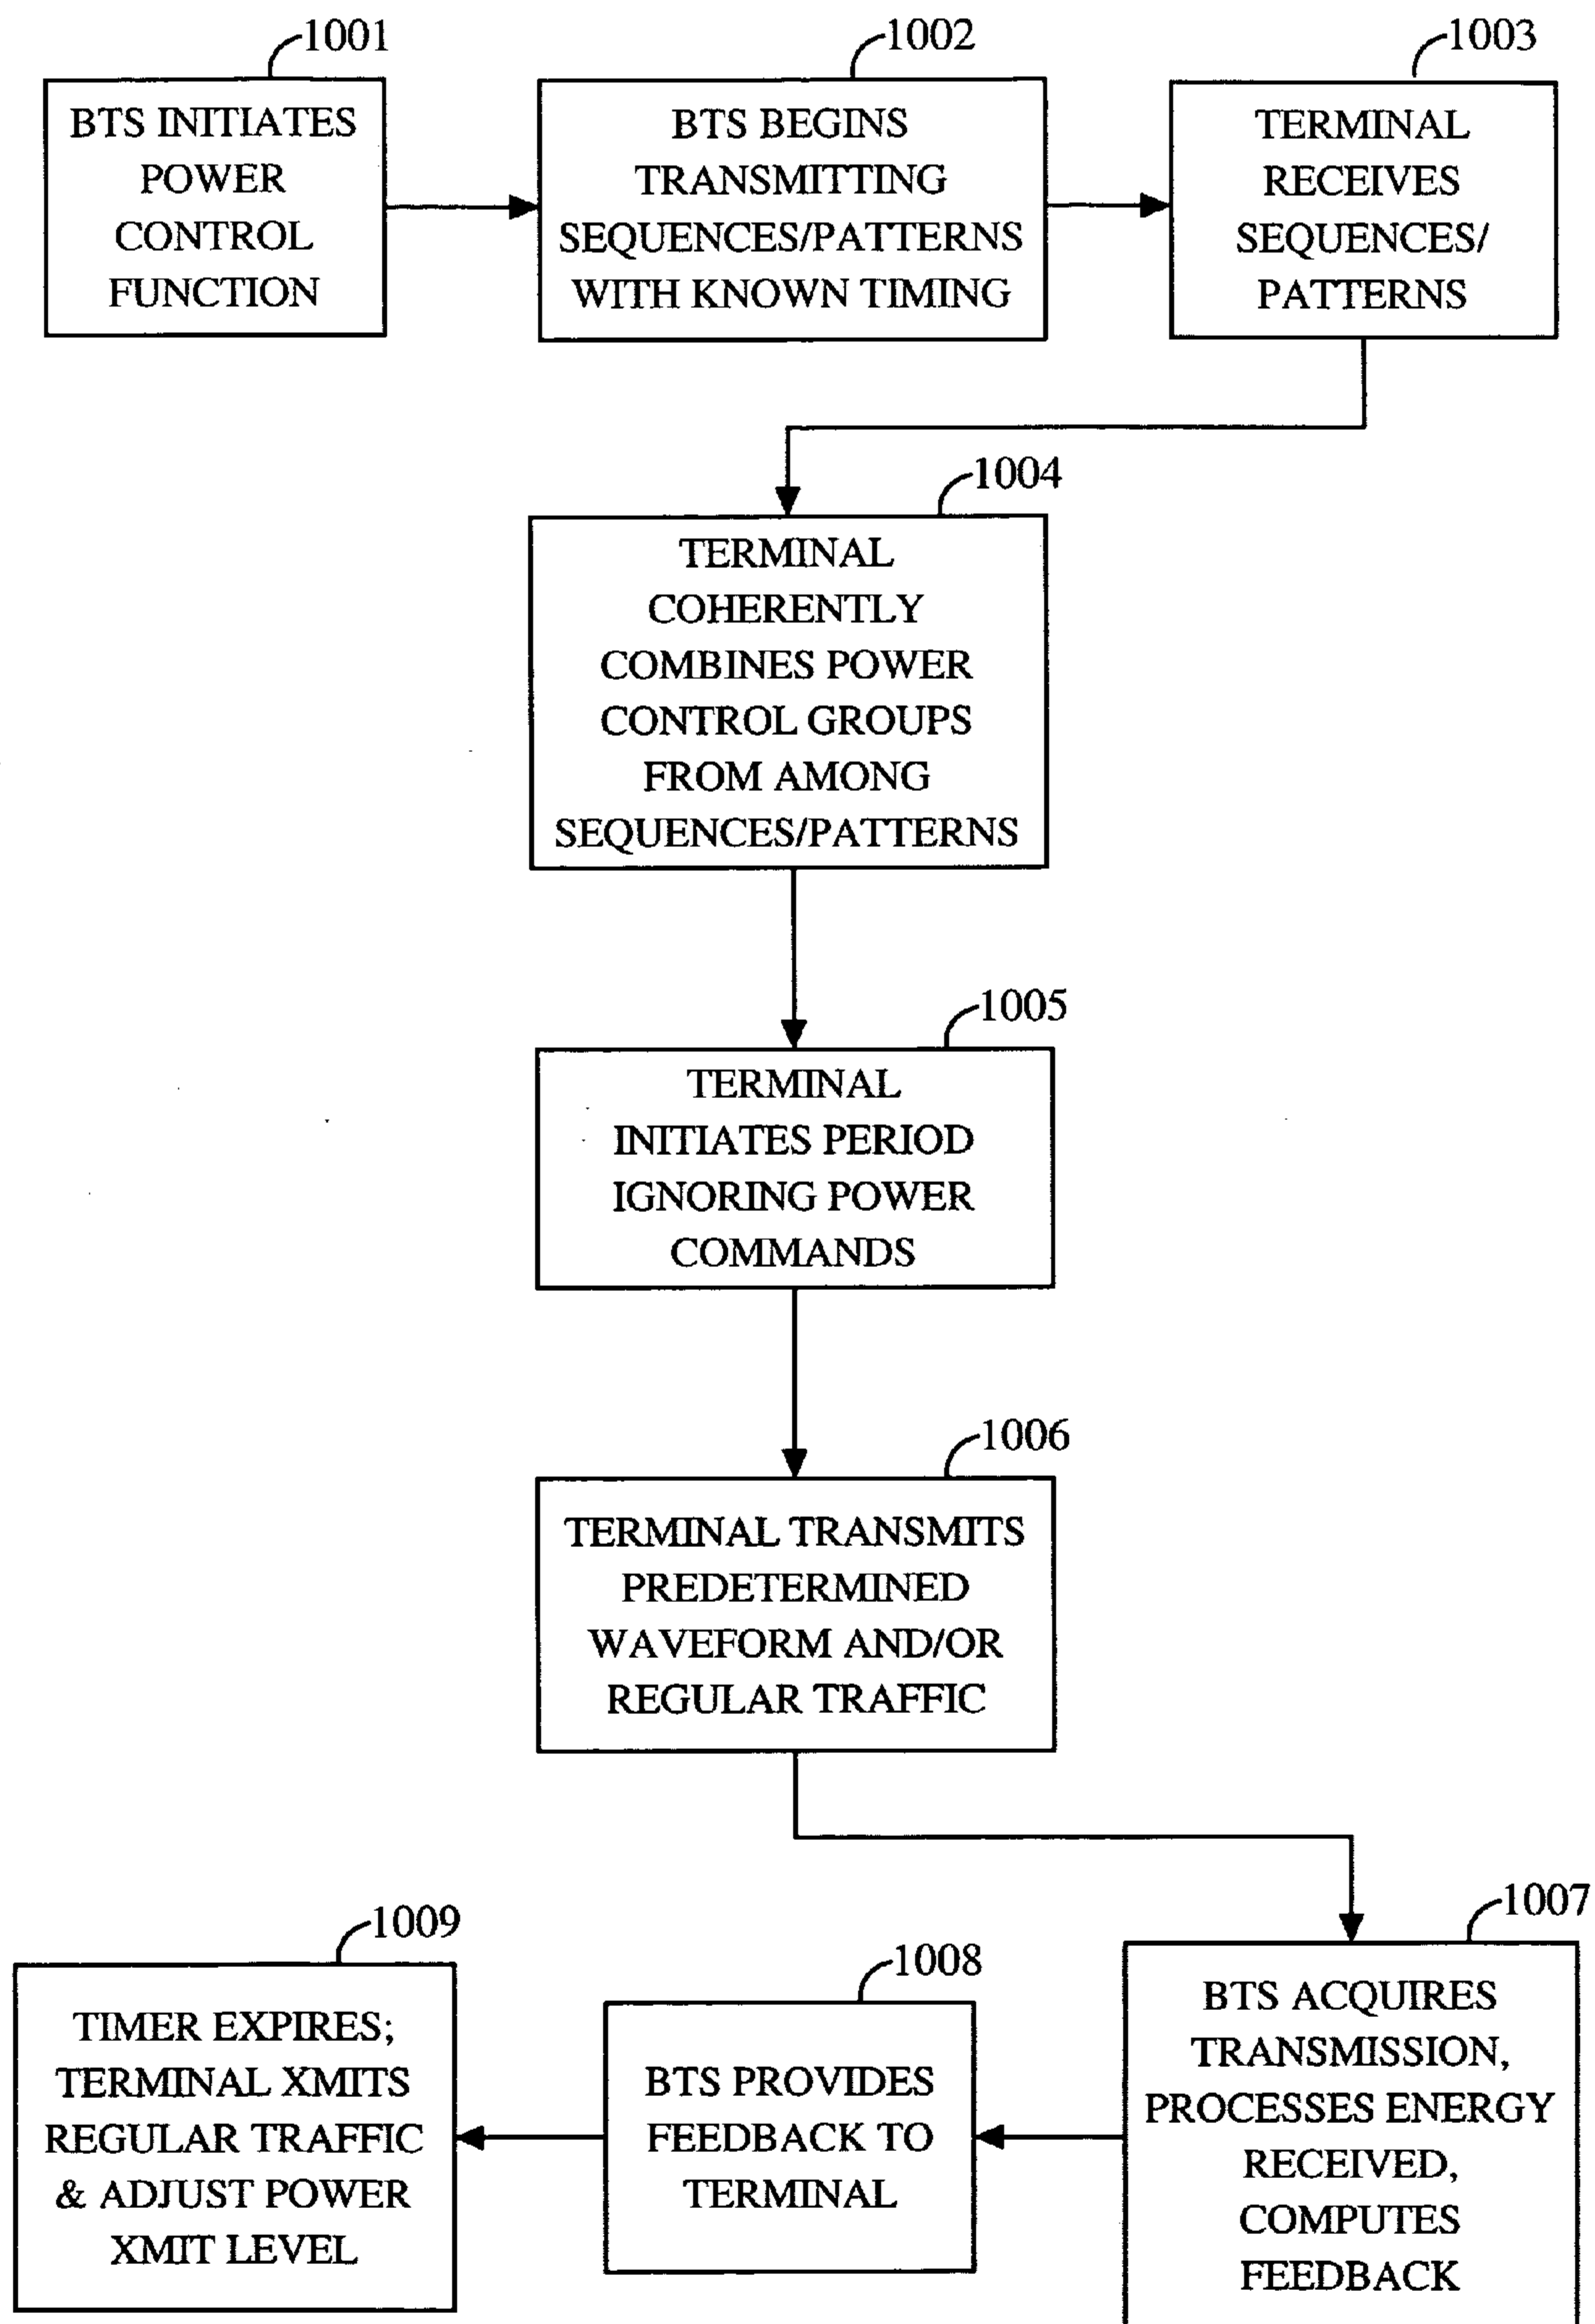 1001
BTS INITIATES
POWER
CONTROL
FUNCTION
1002
BTS BEGINS
TRANSMITTING
SEQUENCES/PATTERNS
WITH KNOWN TIMING
1003
TERMINAL
RECEIVES
SEQUENCES/
PATTERNS
1004
TERMINAL
COHERENTLY
COMBINES POWER
CONTROL GROUPS
FROM AMONG
SEQUENCES/PATTERNS
1005
TERMINAL
INITIATES PERIOD
IGNORING POWER
COMMANDS
1006
TERMINAL TRANSMITS
PREDETERMINED
WAVEFORM AND/OR
REGULAR TRAFFIC
1007
BTS ACQUIRES
TRANSMISSION,
PROCESSES ENERGY
RECEIVED,
COMPUTES
FEEDBACK
1008
BTS PROVIDES
FEEDBACK TO
TERMINAL
1009
TIMER EXPIRES;
TERMINAL XMITS
REGULAR TRAFFIC
& ADJUST POWER
XMIT LEVEL